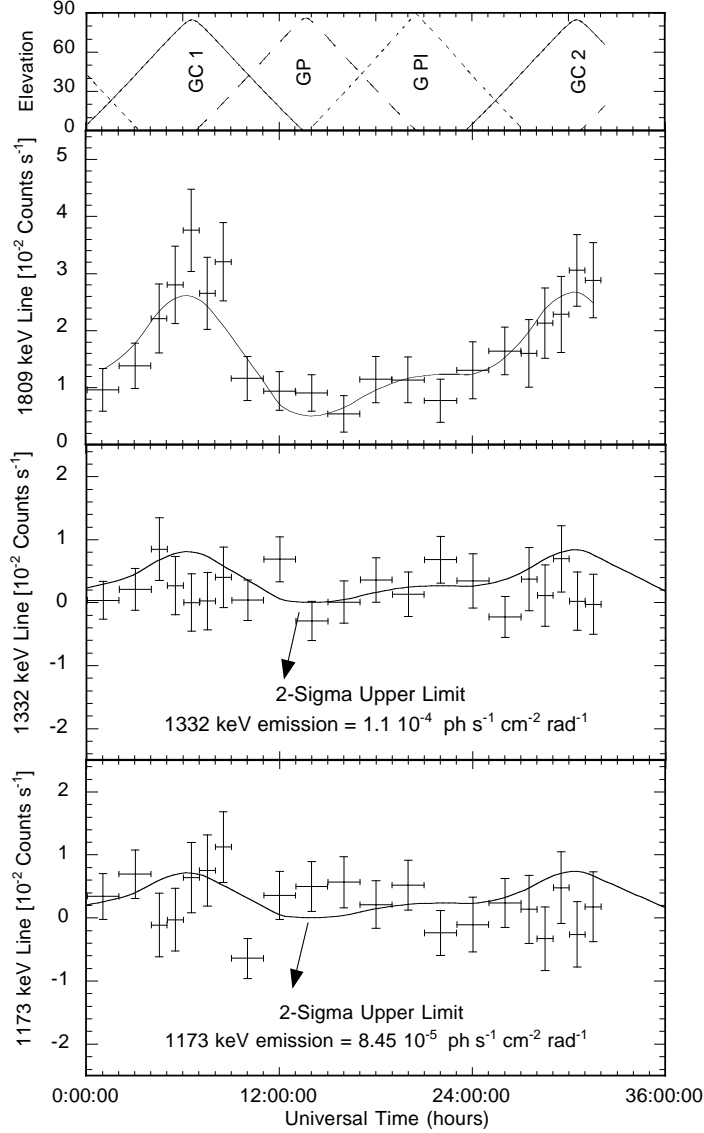 90
60
30
0
Elevation
GC 1
GP
G Pl
GC 2
5
4
3
2
1
0
1809 keV Line [10⁻² Counts s⁻¹]
2
1
0
-1
-2
1332 keV Line [10⁻² Counts s⁻¹]
2-Sigma Upper Limit
1332 keV emission = 1.1 10⁻⁴ ph s⁻¹ cm⁻² rad⁻¹
2
1
0
-1
-2
1173 keV Line [10⁻² Counts s⁻¹]
2-Sigma Upper Limit
1173 keV emission = 8.45 10⁻⁵ ph s⁻¹ cm⁻² rad⁻¹
0:00:00 12:00:00 24:00:00 36:00:00
Universal Time (hours)